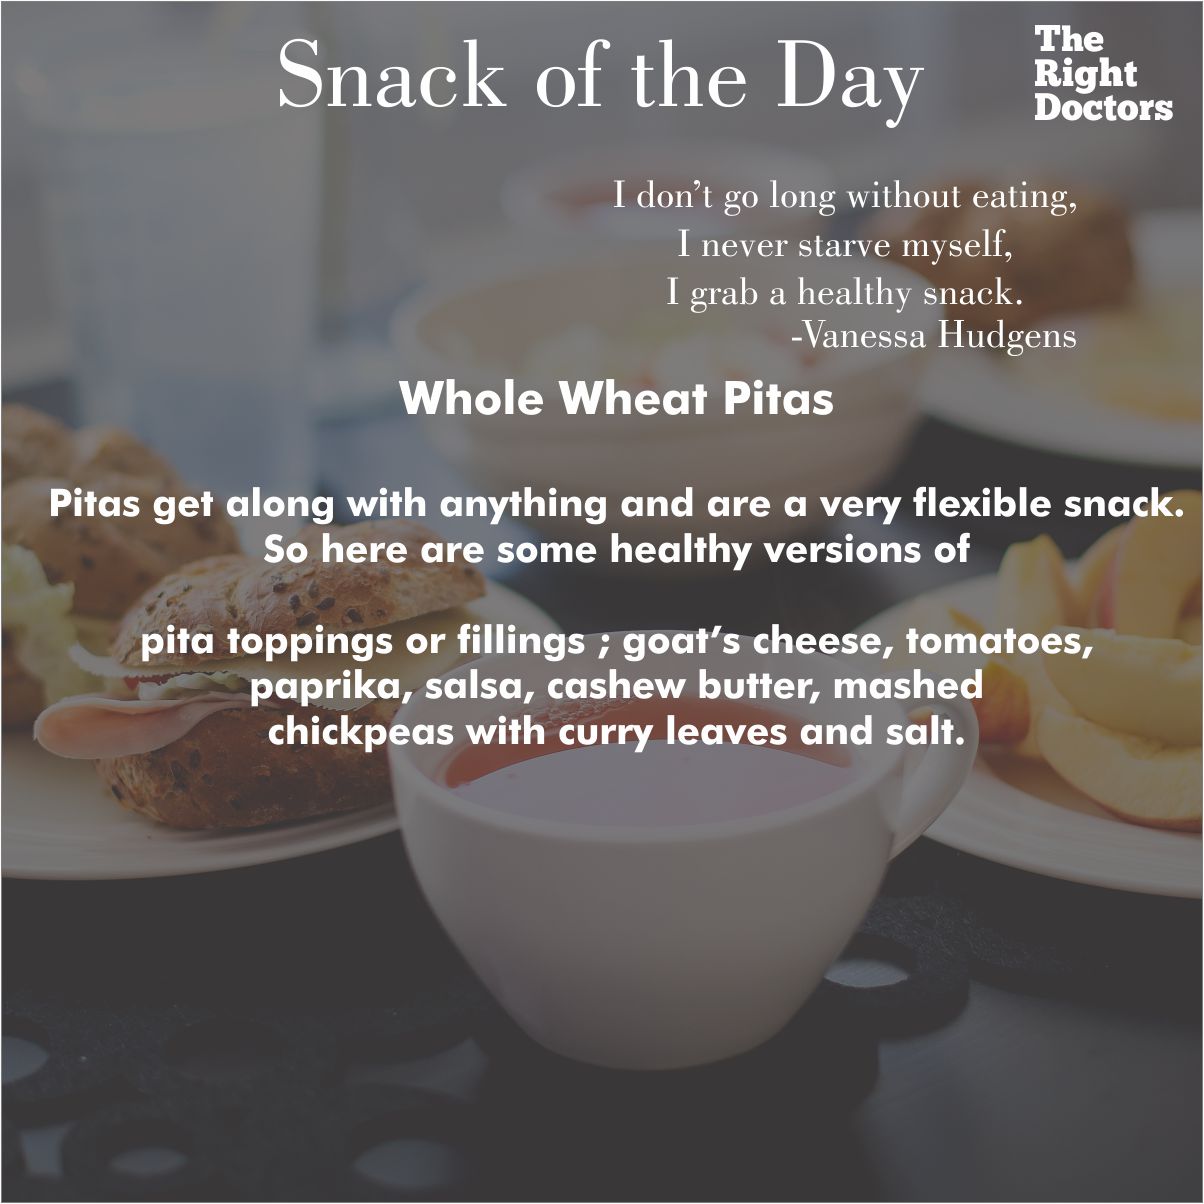 Snack of the Day
The
Right
Doctors
I don’t go long without eating,
I never starve myself,
I grab a healthy snack.
-Vanessa Hudgens
Whole Wheat Pitas
Pitas get along with anything and are a very flexible snack.
So here are some healthy versions of
pita toppings or fillings ; goat’s cheese, tomatoes,
paprika, salsa, cashew butter, mashed
chickpeas with curry leaves and salt.